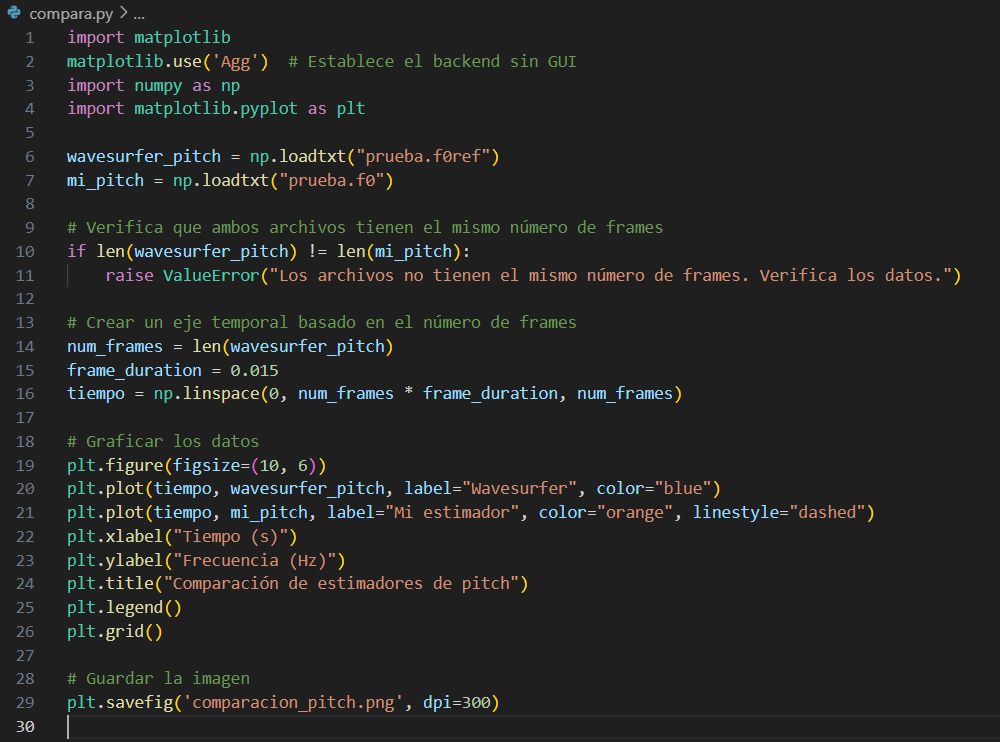 compara.py > ...
1 import matplotlib
2 matplotlib.use('Agg')  # Establece el backend sin GUI
3 import numpy as np
4 import matplotlib.pyplot as plt
5
6 wavesurfer_pitch = np.loadtxt("prueba.f0ref")
7 mi_pitch = np.loadtxt("prueba.f0")
8
9 # Verifica que ambos archivos tienen el mismo número de frames
10 if len(wavesurfer_pitch) != len(mi_pitch):
11     raise ValueError("Los archivos no tienen el mismo número de frames. Verifica los datos.")
12
13 # Crear un eje temporal basado en el número de frames
14 num_frames = len(wavesurfer_pitch)
15 frame_duration = 0.015
16 tiempo = np.linspace(0, num_frames * frame_duration, num_frames)
17
18 # Graficar los datos
19 plt.figure(figsize=(10, 6))
20 plt.plot(tiempo, wavesurfer_pitch, label="Wavesurfer", color="blue")
21 plt.plot(tiempo, mi_pitch, label="Mi estimador", color="orange", linestyle="dashed")
22 plt.xlabel("Tiempo (s)")
23 plt.ylabel("Frecuencia (Hz)")
24 plt.title("Comparación de estimadores de pitch")
25 plt.legend()
26 plt.grid()
27
28 # Guardar la imagen
29 plt.savefig('comparacion_pitch.png', dpi=300)
30